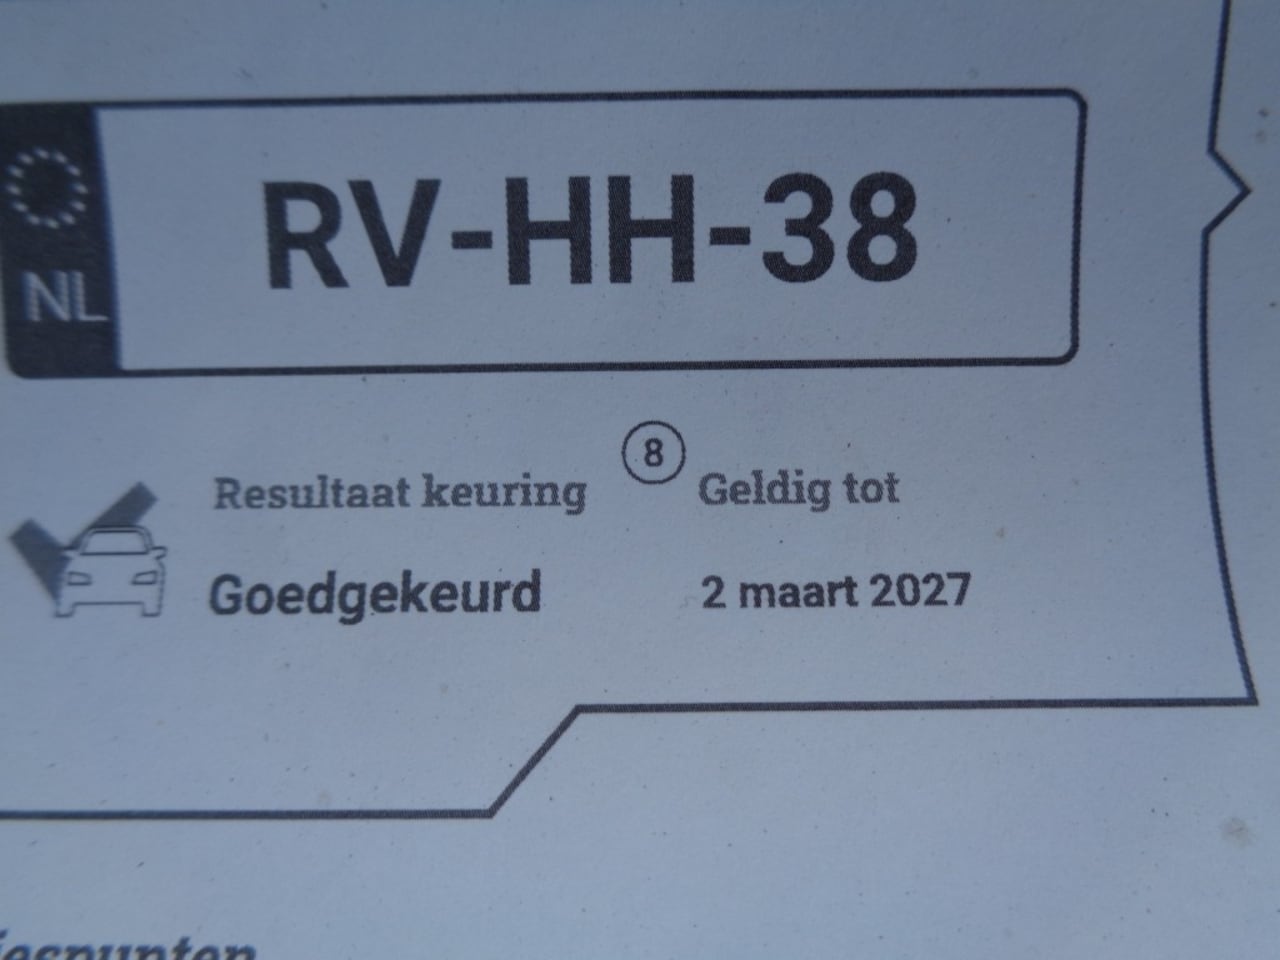 NL
RV-HH-38
8
Resultaat keuring
Geldig tot
Goedgekeurd
2 maart 2027